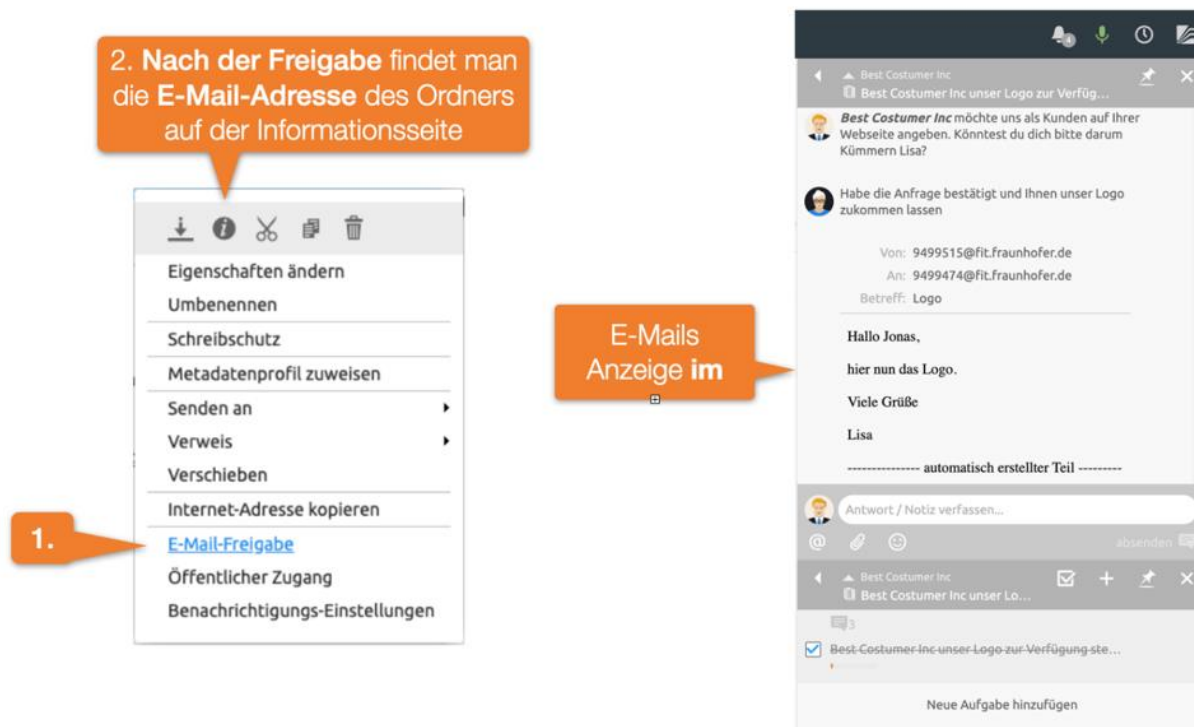 2. Nach der Freigabe findet man
die E-Mail-Adresse des Ordners
auf der Informationsseite
Eigenschaften ändern
Umbenennen
Schreibschutz
Metadatenprofil zuweisen
Senden an
Verweis
Verschieben
Internet-Adresse kopieren
1.
E-Mail-Freigabe
Öffentlicher Zugang
Benachrichtigungs-Einstellungen
E-Mails
Anzeige im
Best Costumer Inc
Best Costumer Inc unser Logo zur Verfüg...
Best Costumer Inc möchte uns als Kunden auf Ihrer
Webseite angeben. Könntest du dich bitte darum
Kümmern Lisa?
Habe die Anfrage bestätigt und Ihnen unser Logo
zukommen lassen
Von: 9499515@fit.fraunhofer.de
An: 9499474@fit.fraunhofer.de
Betreff: Logo
Hallo Jonas,
hier nun das Logo.
Viele Grüße
Lisa
--------------- automatisch erstellter Teil ---------
Antwort / Notiz verfassen...
absenden
Best Costumer Inc
Best Costumer Inc unser Lo...
3
Best Costumer Inc unser Logo zur Verfügung ste...
Neue Aufgabe hinzufügen